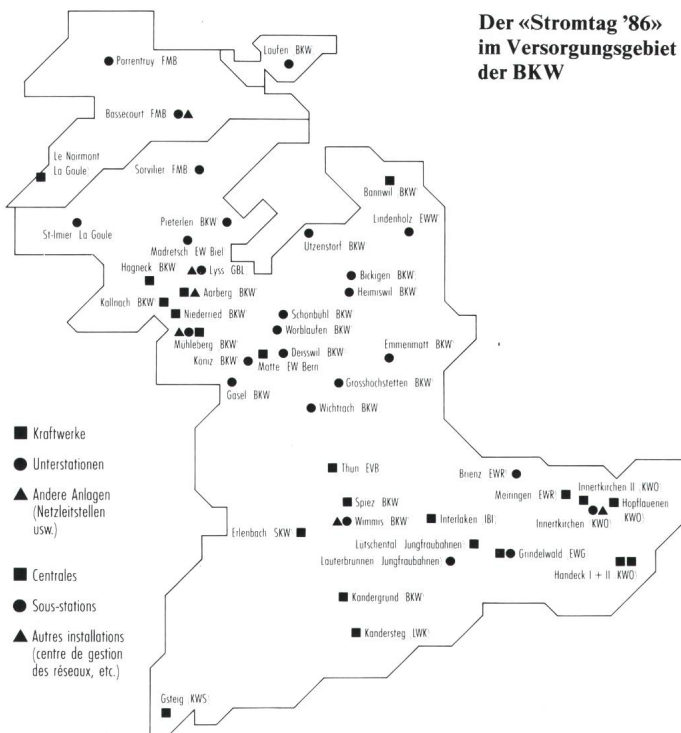 Der «Stromtag '86»
im Versorgungsgebiet
der BKW
Laufen BKW
Porrentruy FMB
Bassecourt FMB
Le Noirmont
La Goule
Sorvilier FMB
Bannwil BKW
St-Imier La Goule
Pieterlen BKW
Lindenholz EWW
Utzenstorf BKW
Madretsch EW Biel
Hagneck BKW
Lyss GBL
Bickigen BKW
Aarberg BKW
Heimiswil BKW
Kallnach BKW
Niederried BKW
Schönbühl BKW
Worblaufen BKW
Mühleberg BKW
Deisswil BKW
Emmenmatt BKW
Köniz BKW
Matte EW Bern
Gasel BKW
Grosshöchstetten BKW
Wichtrach BKW
Kraftwerke
Unterstationen
Andere Anlagen
(Netzleitstellen
usw.)
Centrales
Sous-stations
Autres installations
(centre de gestion
des réseaux, etc.)
Thun EVB
Brienz EWR
Innertkirchen II KWO
Meiringen EWR
Hopflauenen
KWO
Spiez BKW
Innertkirchen KWO
Wimmis BKW
Interlaken IBI
Erlenbach SKW
Lütschental Jungfraubahnen
Grindelwald EWG
Lauterbrunnen Jungfraubahnen
Handeck I + II KWO
Kandergrund BKW
Kandersteg LWK
Gsteig KWS